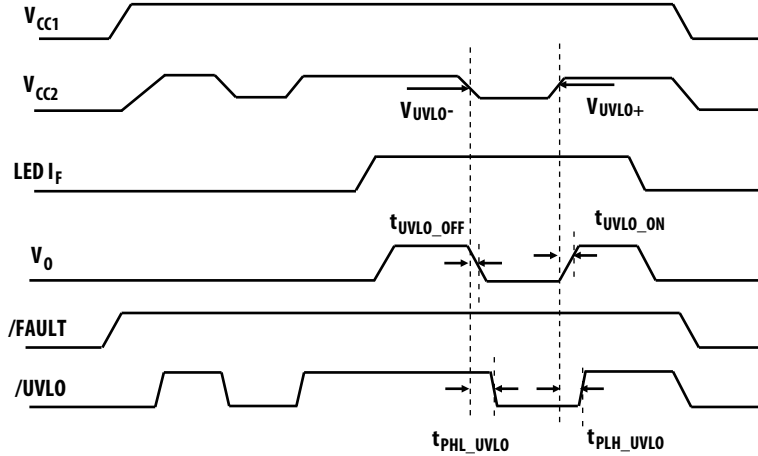 VCC1
VCC2
VUVLO-
VUVLO+
LED IF
tUVLO_OFF
tUVLO_ON
VO
/FAULT
/UVLO
tPHL_UVLO
tPLH_UVLO